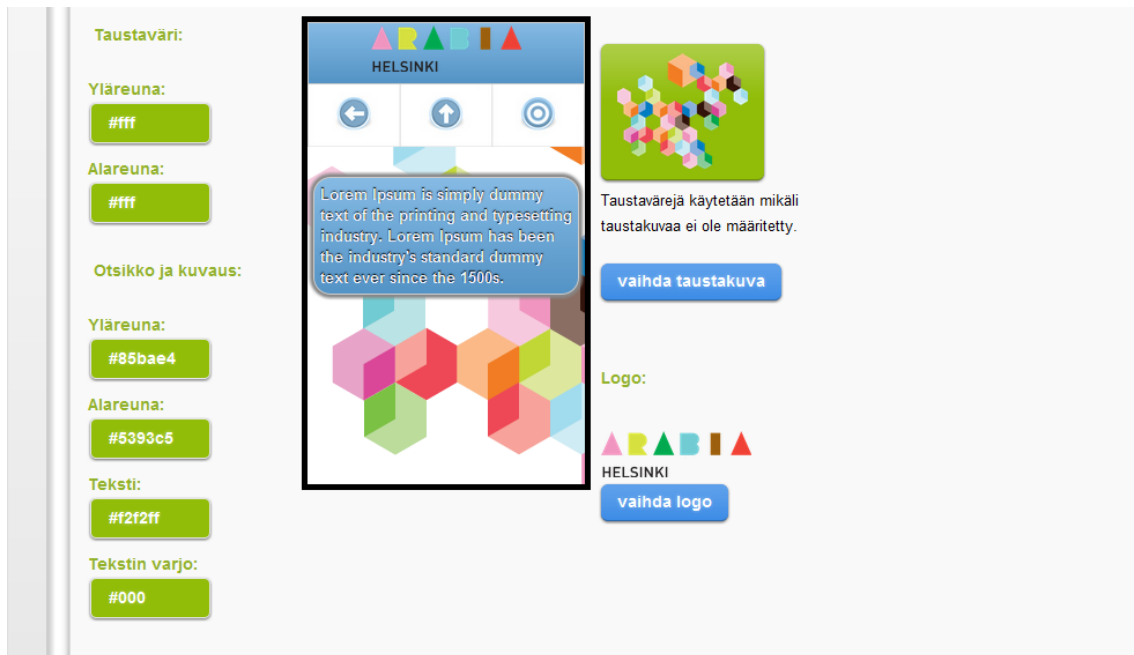 Taustaväri:
Yläreuna:
#fff
Alareuna:
#fff
Otsikko ja kuvaus:
Yläreuna:
#85bae4
Alareuna:
#5393c5
Teksti:
#f2f2ff
Tekstin varjo:
#000
ARABIA
HELSINKI
Lorem Ipsum is simply dummy
text of the printing and typesetting
industry. Lorem Ipsum has been
the industry's standard dummy
text ever since the 1500s.
Taustavärejä käytetään mikäli
taustakuvaa ei ole määritetty.
vaihda taustakuva
Logo:
ARABIA
HELSINKI
vaihda logo